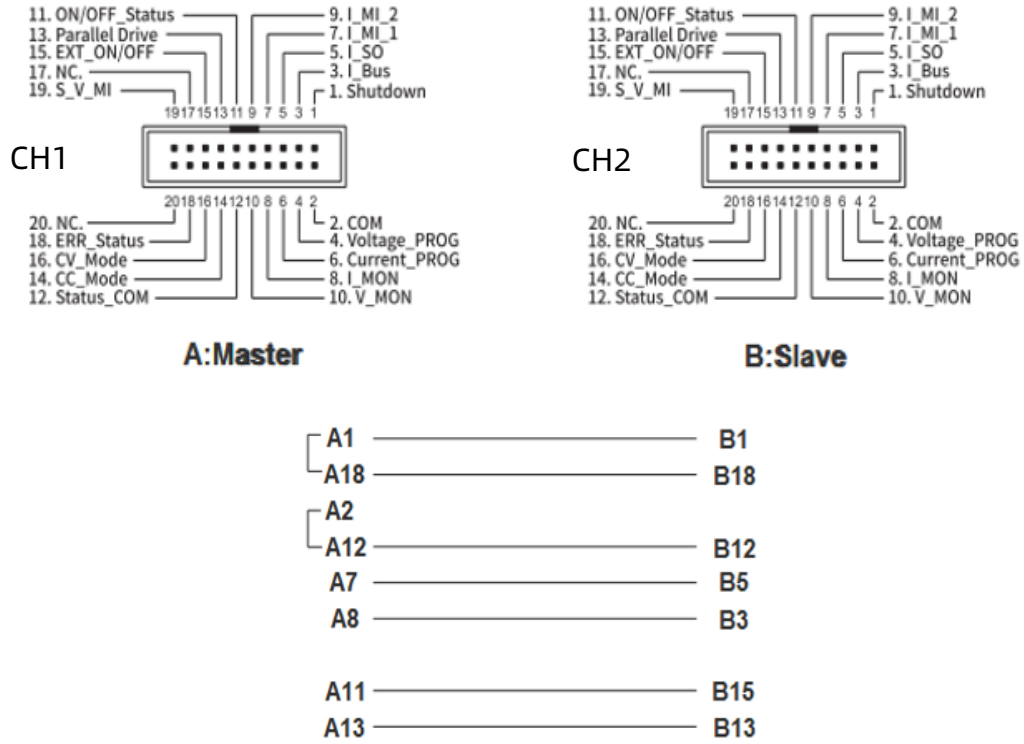 11. ON/OFF_Status
13. Parallel Drive
15. EXT_ON/OFF
17. NC.
19. S_V_MI
9. I_MI_2
7. I_MI_1
5. I_SO
3. I_Bus
1. Shutdown
19 17 15 13 11 9 7 5 3 1
CH1
20 18 16 14 12 10 8 6 4 2
20. NC.
18. ERR_Status
16. CV_Mode
14. CC_Mode
12. Status_COM
2. COM
4. Voltage_PROG
6. Current_PROG
8. I_MON
10. V_MON
A:Master
11. ON/OFF_Status
13. Parallel Drive
15. EXT_ON/OFF
17. NC.
19. S_V_MI
9. I_MI_2
7. I_MI_1
5. I_SO
3. I_Bus
1. Shutdown
19 17 15 13 11 9 7 5 3 1
CH2
20 18 16 14 12 10 8 6 4 2
20. NC.
18. ERR_Status
16. CV_Mode
14. CC_Mode
12. Status_COM
2. COM
4. Voltage_PROG
6. Current_PROG
8. I_MON
10. V_MON
B:Slave
A1 B1
A18 B18
A2
A12 B12
A7 B5
A8 B3
A11 B15
A13 B13